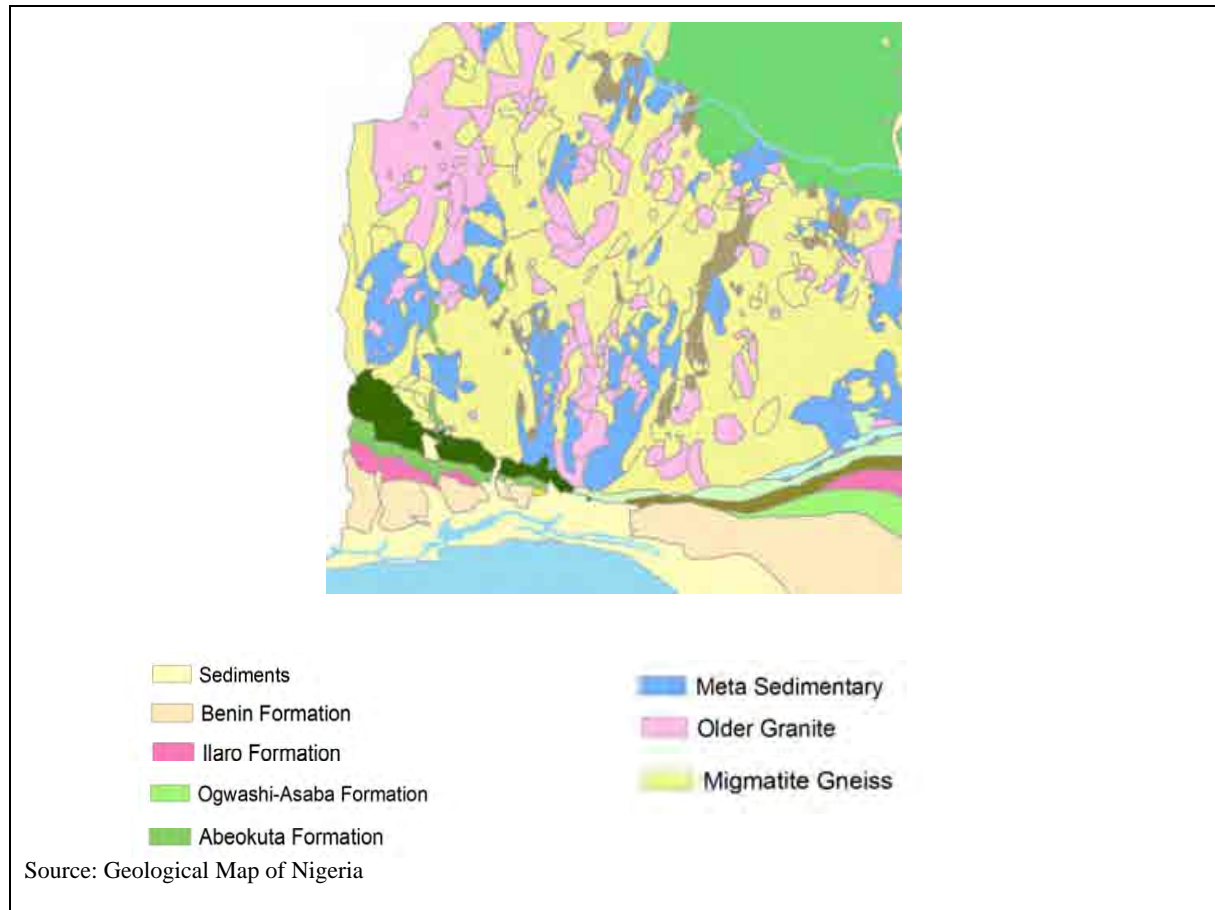 Sediments
Benin Formation
Ilaro Formation
Ogwashi-Asaba Formation
Abeokuta Formation
Meta Sedimentary
Older Granite
Migmatite Gneiss
Source: Geological Map of Nigeria